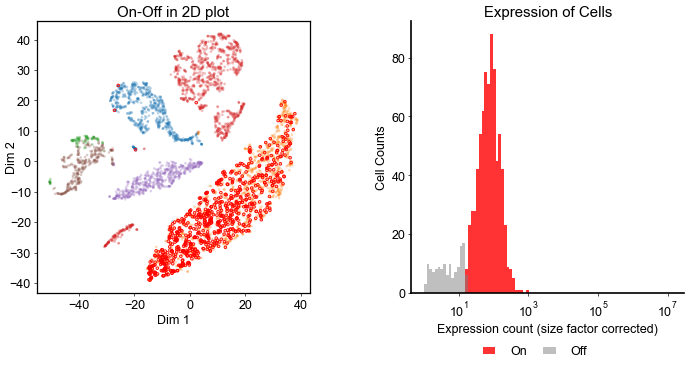 On-Off in 2D plot
40
30
20
10
0
−10
−20
−30
−40
Dim 2
−40 −20 0 20 40
Dim 1
Expression of Cells
80
60
40
20
0
Cell Counts
10^1 10^3 10^5 10^7
Expression count (size factor corrected)
On Off